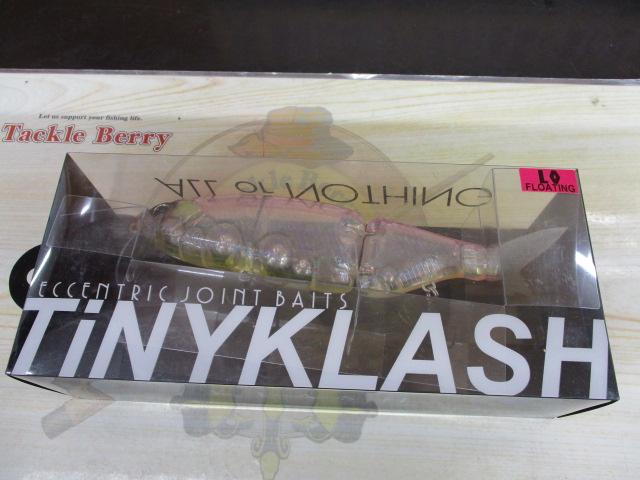 Let us support your fishing life.
Tackle Berry
ALL or NOTHING
LO
FLOATING
ECCENTRIC JOINT BAITS
TiNYKLASH